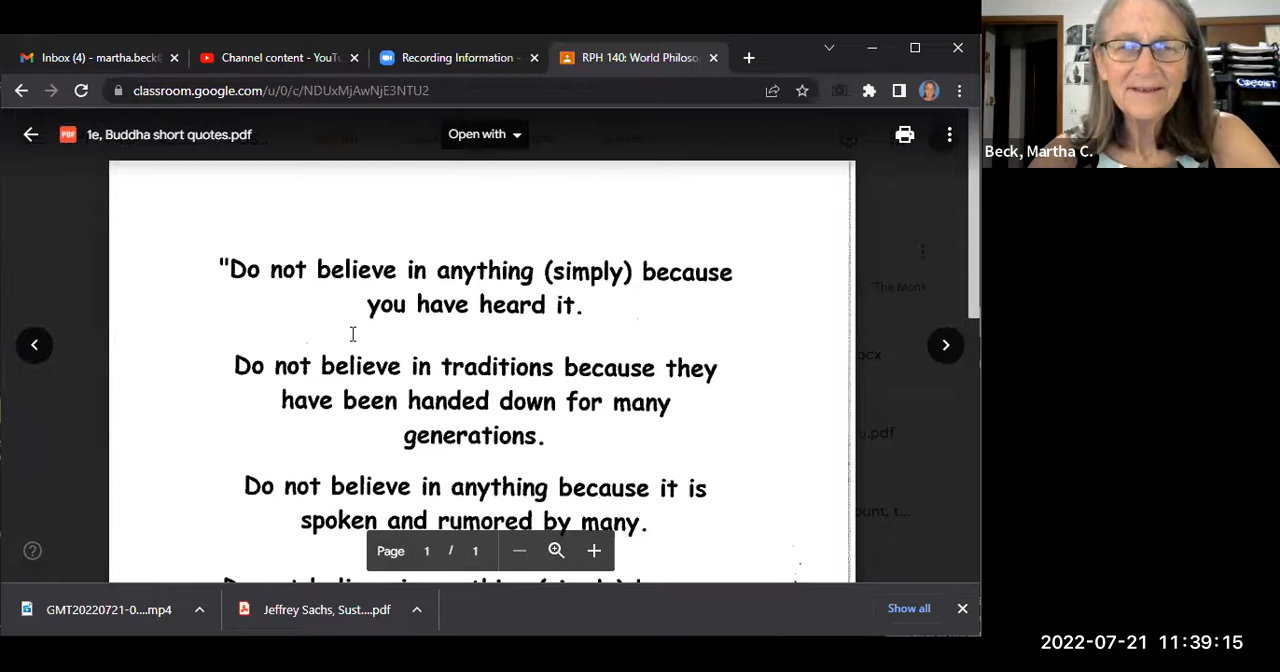 Inbox (4) - martha.beck@
Channel content - YouTu
Recording Information -
RPH 140: World Philoso
classroom.google.com/u/0/c/NDUxMjAwNjE3NTU2
PDF
1e, Buddha short quotes.pdf
Open with
Beck, Martha C.
"Do not believe in anything (simply) because
you have heard it.
"The Monk
Do not believe in traditions because they
have been handed down for many
generations.
Do not believe in anything because it is
spoken and rumored by many.
Page 1 / 1
GMT20220721-0....mp4
Jeffrey Sachs, Sust....pdf
Show all
2022-07-21 11:39:15